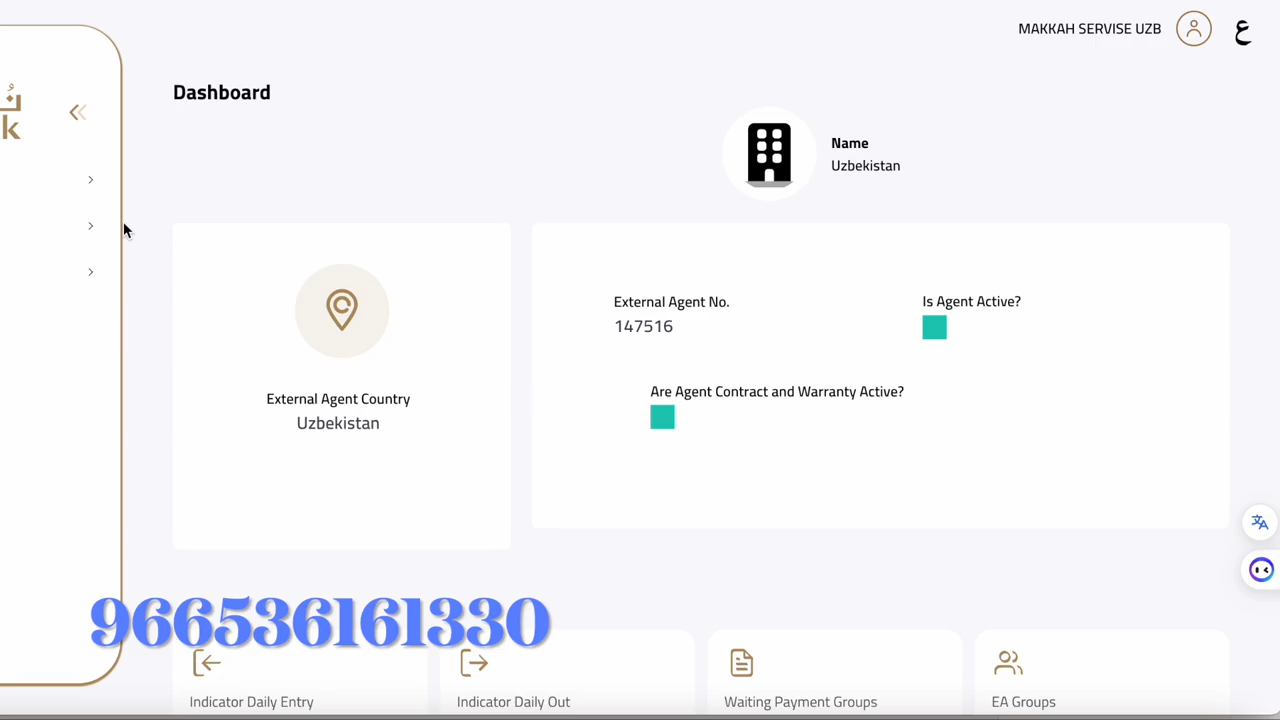 MAKKAH SERVISE UZB
ع
نُ
k
Dashboard
Name
Uzbekistan
External Agent No.
147516
Is Agent Active?
Are Agent Contract and Warranty Active?
External Agent Country
Uzbekistan
966536161330
Indicator Daily Entry
Indicator Daily Out
Waiting Payment Groups
EA Groups